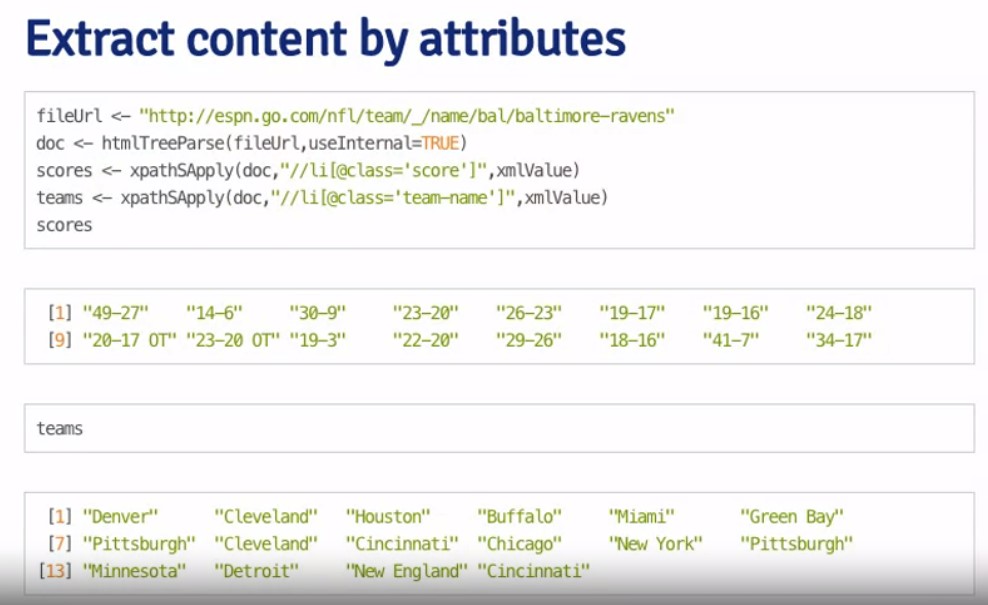 Extract content by attributes
fileUrl <- "http://espn.go.com/nfl/team/_/name/bal/baltimore-ravens"
doc <- htmlTreeParse(fileUrl,useInternal=TRUE)
scores <- xpathSApply(doc,"//li[@class='score']",xmlValue)
teams <- xpathSApply(doc,"//li[@class='team-name']",xmlValue)
scores
[1] "49-27" "14-6" "30-9" "23-20" "26-23" "19-17" "19-16" "24-18"
[9] "20-17 OT" "23-20 OT" "19-3" "22-20" "29-26" "18-16" "41-7" "34-17"
teams
[1] "Denver" "Cleveland" "Houston" "Buffalo" "Miami" "Green Bay"
[7] "Pittsburgh" "Cleveland" "Cincinnati" "Chicago" "New York" "Pittsburgh"
[13] "Minnesota" "Detroit" "New England" "Cincinnati"